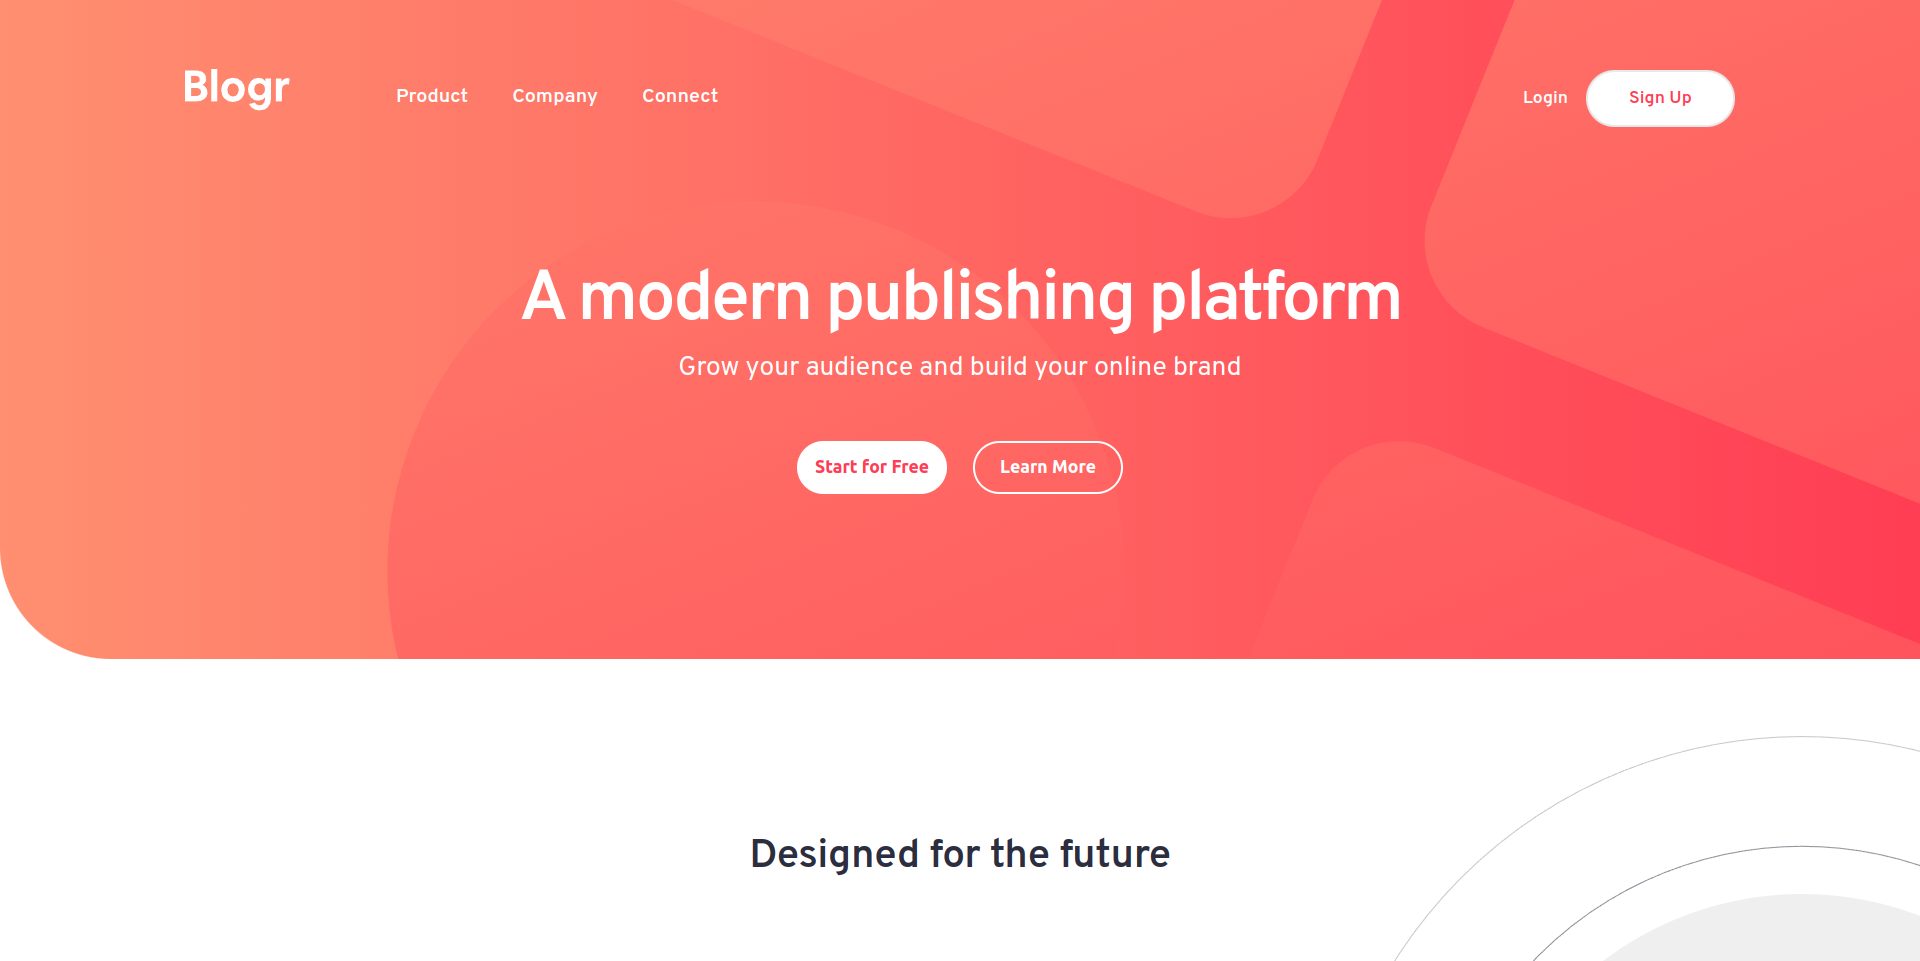 Blogr
Product Company Connect
Login Sign Up
A modern publishing platform
Grow your audience and build your online brand
Start for Free Learn More
Designed for the future